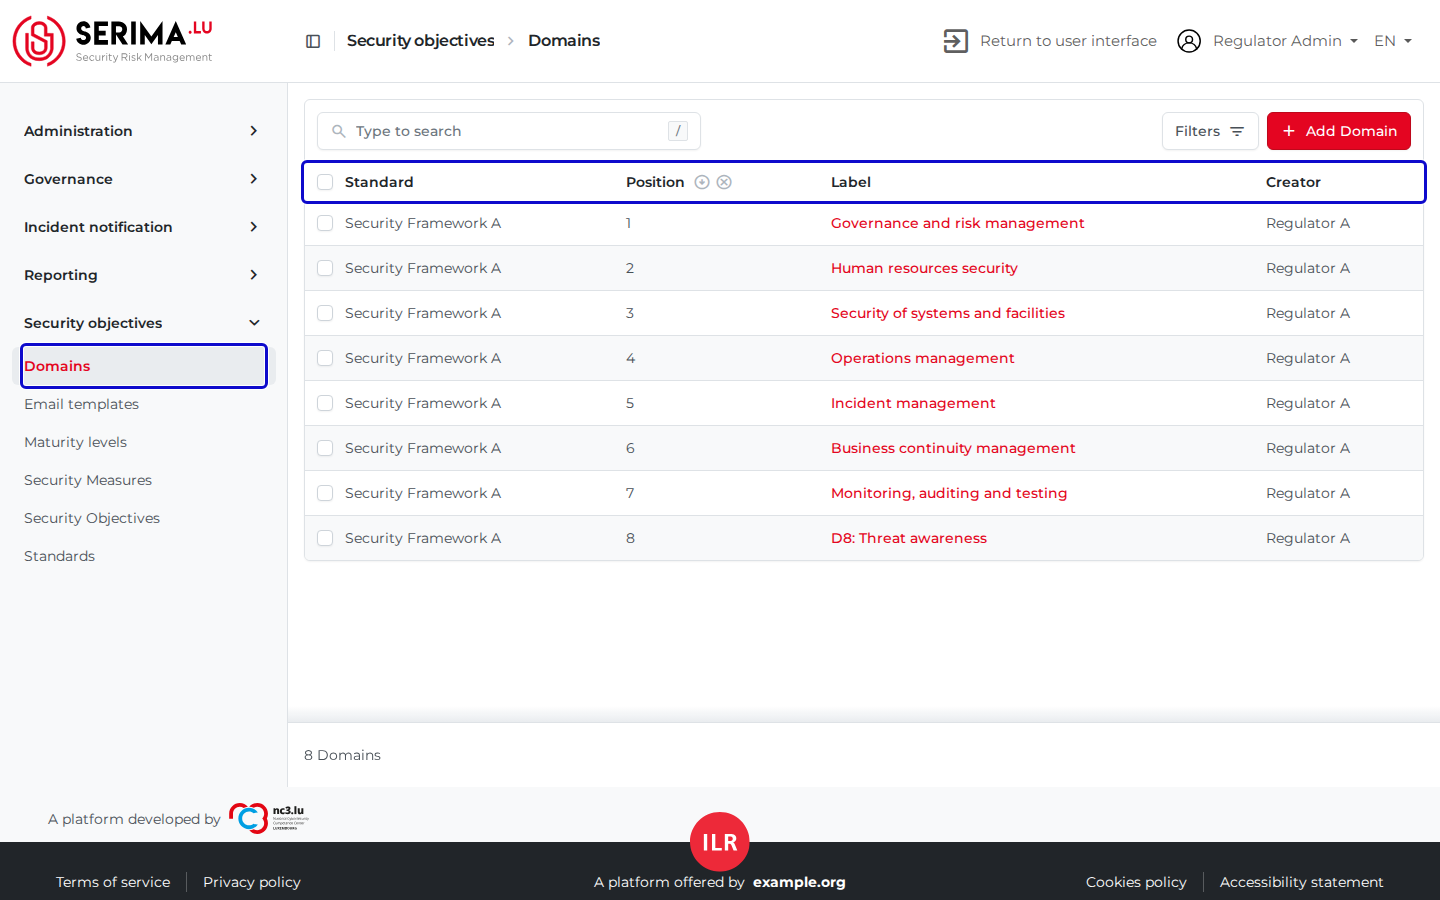 SERIMA.LU
Security Risk Management
Security objectives > Domains
Return to user interface
Regulator Admin
EN
Administration
Governance
Incident notification
Reporting
Security objectives
Domains
Email templates
Maturity levels
Security Measures
Security Objectives
Standards
Type to search /
Filters
+ Add Domain
Standard Position Label Creator
Security Framework A 1 Governance and risk management Regulator A
Security Framework A 2 Human resources security Regulator A
Security Framework A 3 Security of systems and facilities Regulator A
Security Framework A 4 Operations management Regulator A
Security Framework A 5 Incident management Regulator A
Security Framework A 6 Business continuity management Regulator A
Security Framework A 7 Monitoring, auditing and testing Regulator A
Security Framework A 8 D8: Threat awareness Regulator A
8 Domains
A platform developed by
nc3.lu
ILR
Terms of service
Privacy policy
A platform offered by example.org
Cookies policy
Accessibility statement